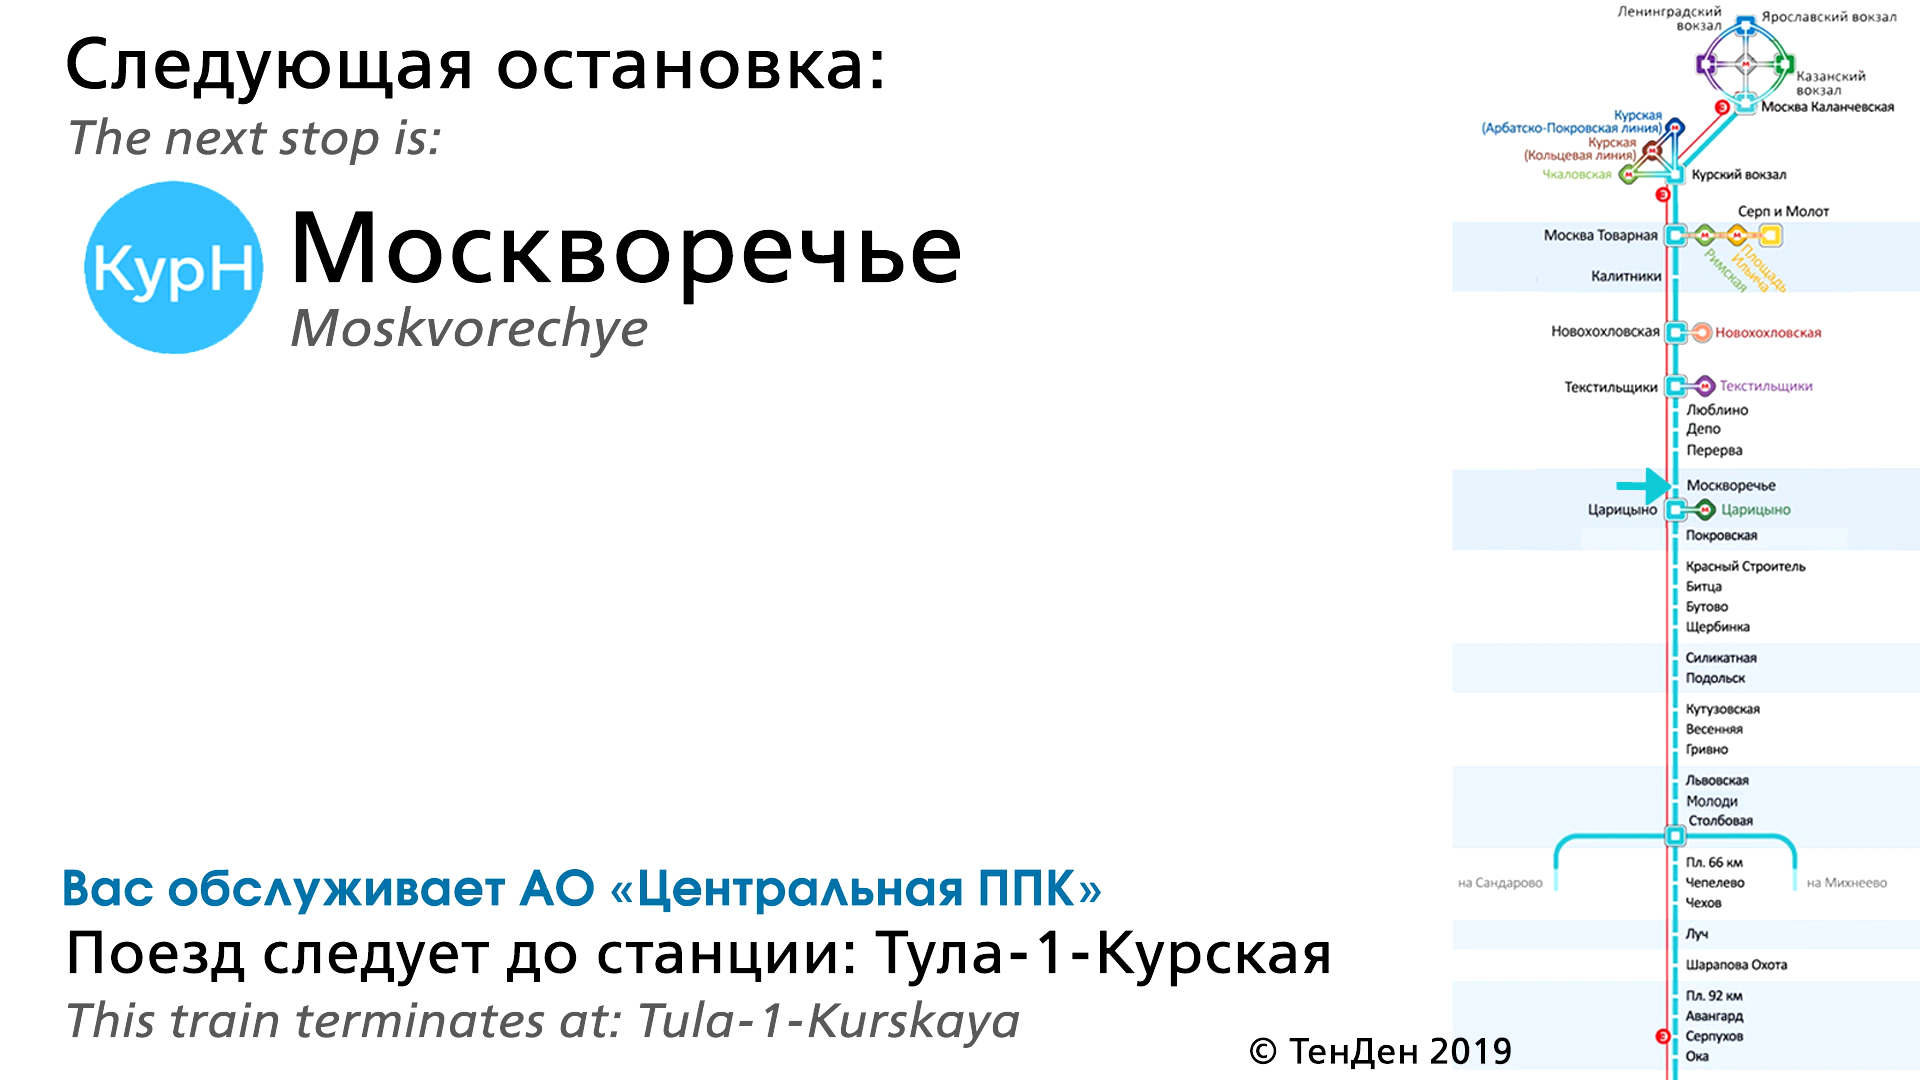 Следующая остановка:
The next stop is:
КурН
Москворечье
Moskvorechye
Вас обслуживает АО «Центральная ППК»
Поезд следует до станции: Тула-1-Курская
This train terminates at: Tula-1-Kurskaya
© ТенДен 2019
Ленинградский
вокзал
Ярославский вокзал
М
Казанский
вокзал
Москва Каланчевская
Э
Курская
(Арбатско-Покровская линия)
М
Курская
(Кольцевая линия)
М
Чкаловская
М
Курский вокзал
Э
Серп и Молот
Москва Товарная
М
М
Римская
Площадь
Ильича
Калитники
Новохохловская
Новохохловская
Текстильщики
М
Текстильщики
Люблино
Депо
Перерва
Москворечье
Царицыно
М
Царицыно
Покровская
Красный Строитель
Битца
Бутово
Щербинка
Силикатная
Подольск
Кутузовская
Весенняя
Гривно
Львовская
Молоди
Столбовая
на Сандарово
на Михнеево
Пл. 66 км
Чепелево
Чехов
Луч
Шарапова Охота
Пл. 92 км
Авангард
Э
Серпухов
Ока